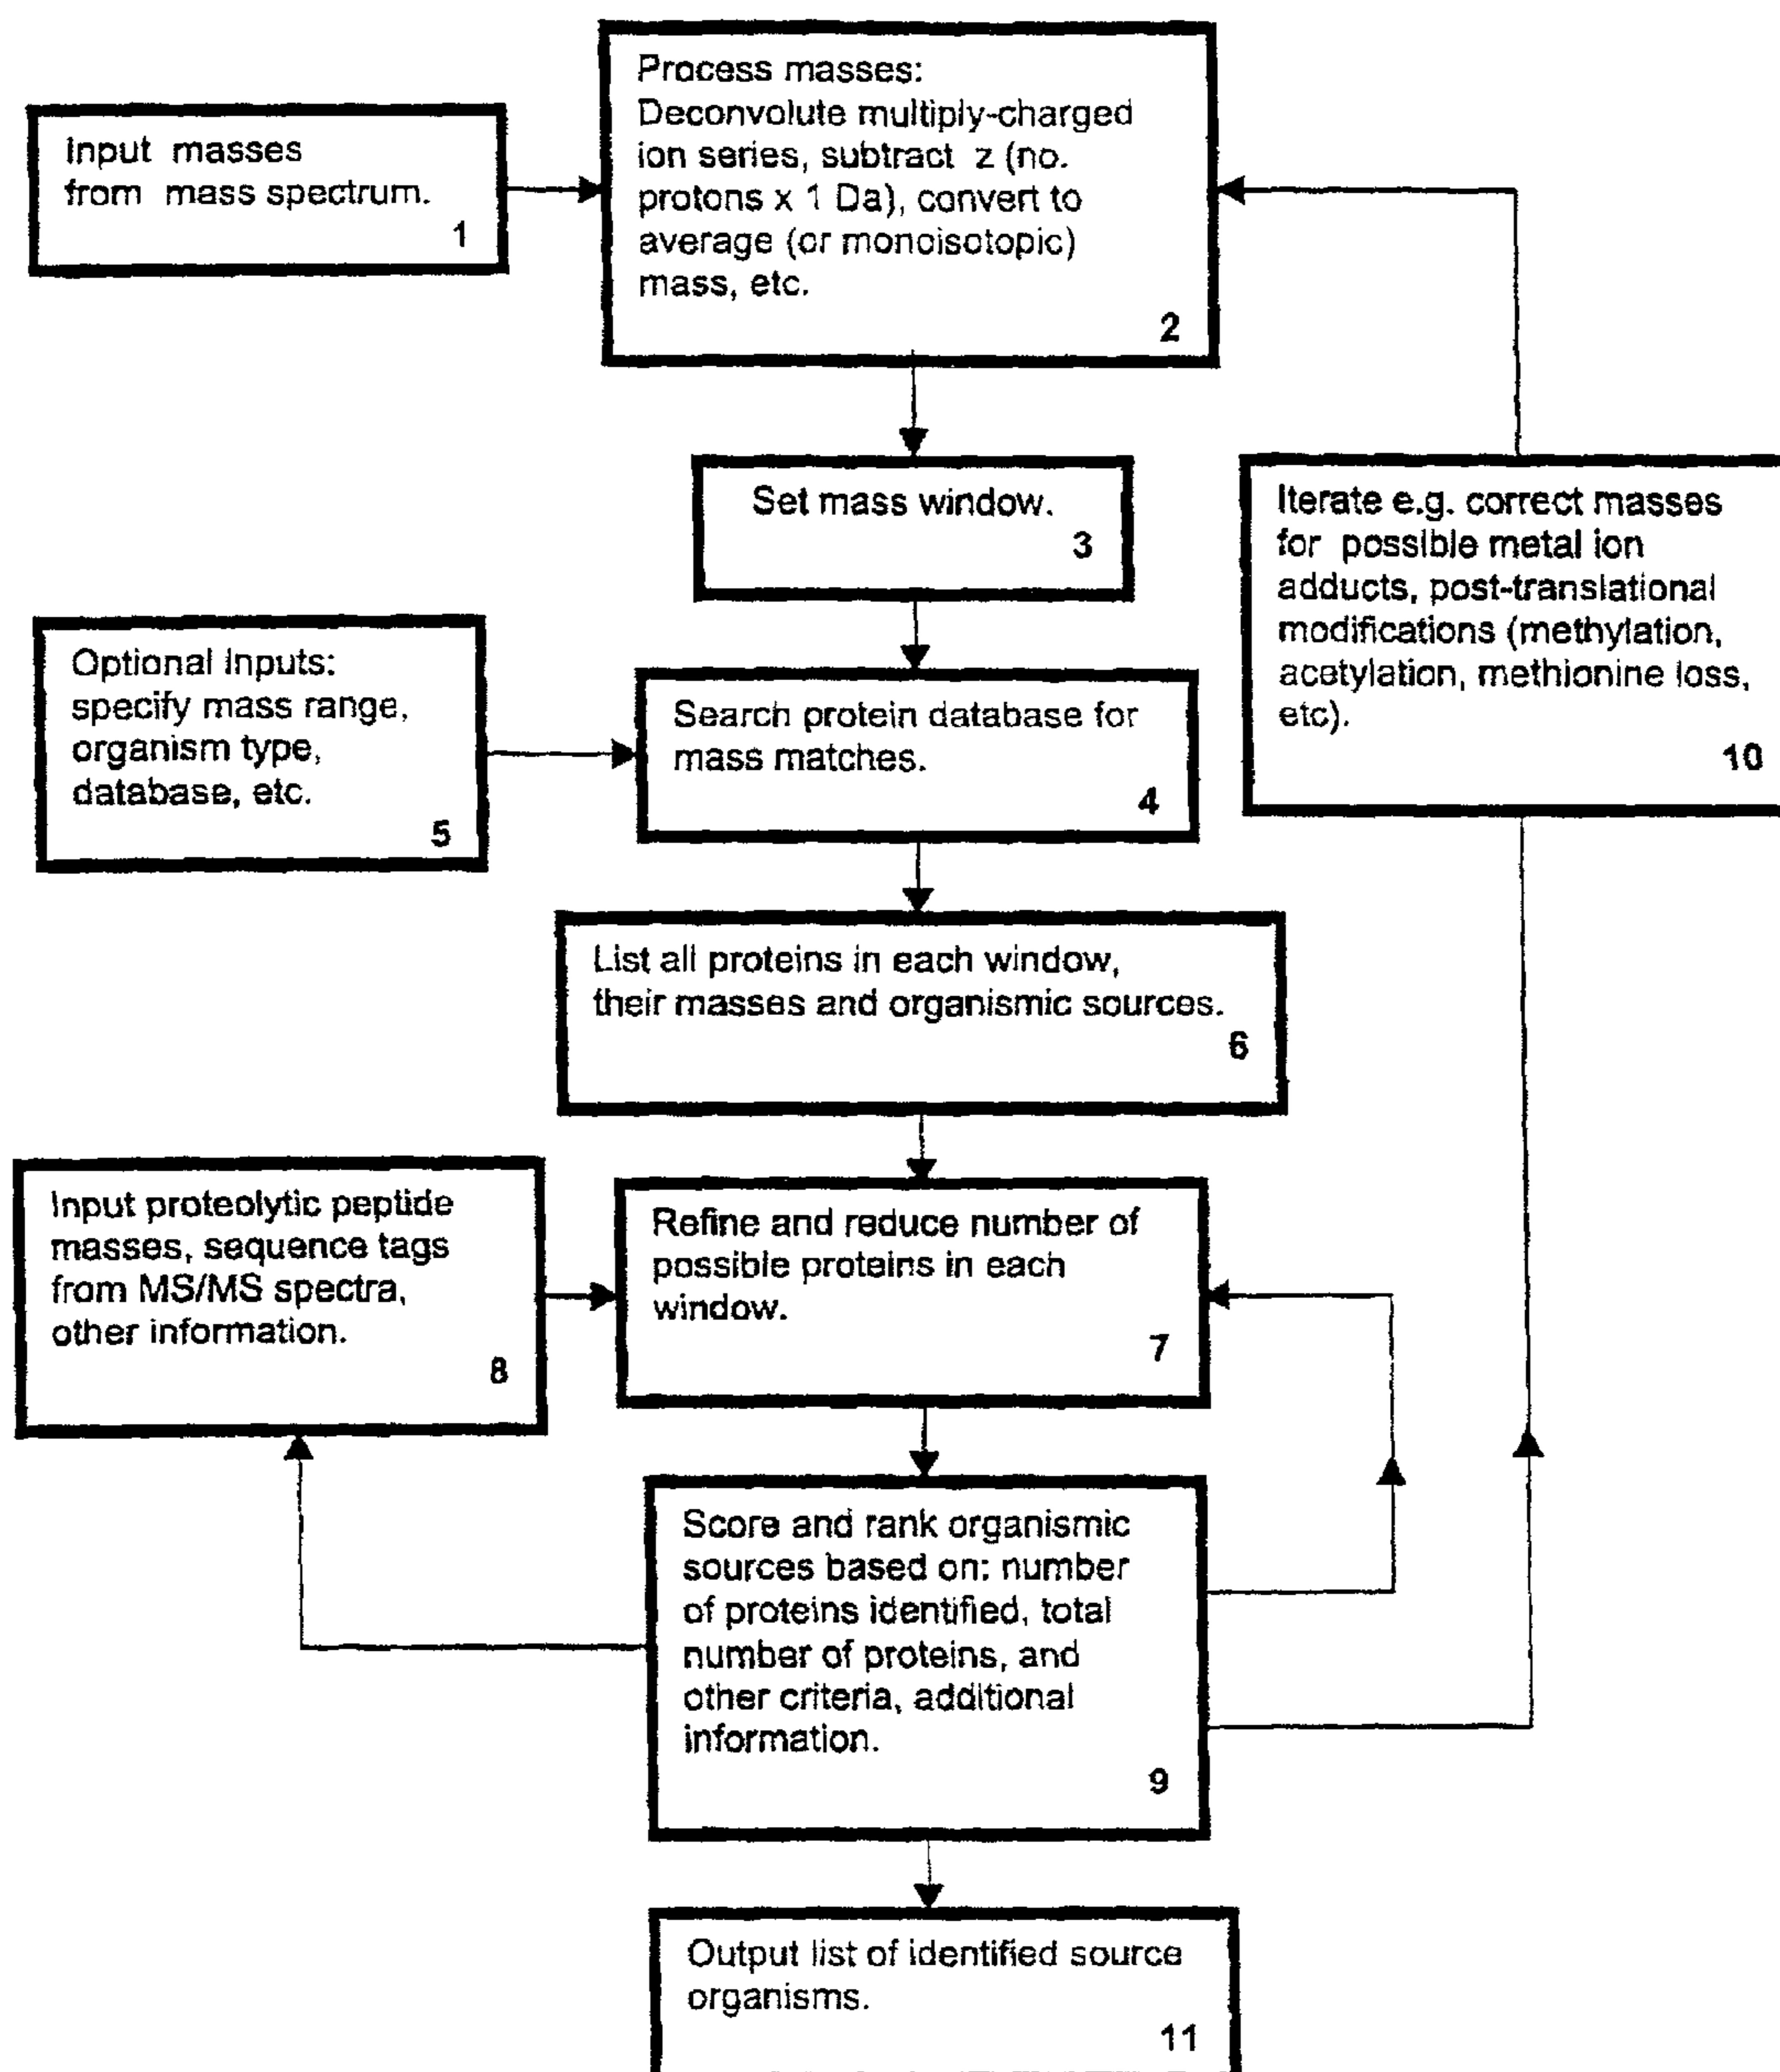 Input masses
from mass spectrum.
1
Process masses:
Deconvolute multiply-charged
ion series, subtract z (no.
protons x 1 Da), convert to
average (or monoisotopic)
mass, etc.
2
Set mass window.
3
Optional Inputs:
specify mass range,
organism type,
database, etc.
5
Search protein database for
mass matches.
4
Iterate e.g. correct masses
for possible metal ion
adducts, post-translational
modifications (methylation,
acetylation, methionine loss,
etc).
10
List all proteins in each window,
their masses and organismic sources.
6
Input proteolytic peptide
masses, sequence tags
from MS/MS spectra,
other information.
8
Refine and reduce number of
possible proteins in each
window.
7
Score and rank organismic
sources based on: number
of proteins identified, total
number of proteins, and
other criteria, additional
information.
9
Output list of identified source
organisms.
11